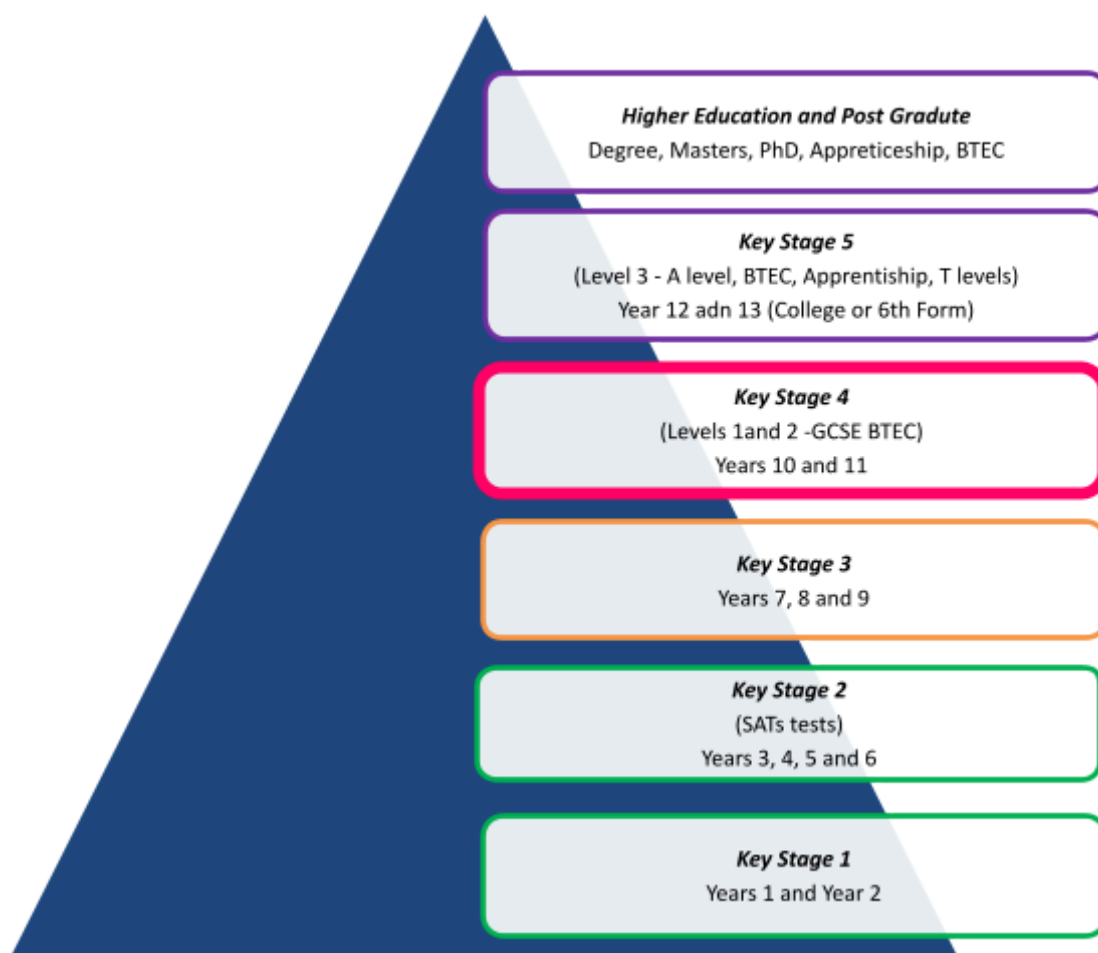 Higher Education and Post Gradute
Degree, Masters, PhD, Appreticeship, BTEC
Key Stage 5
(Level 3 - A level, BTEC, Apprentiship, T levels)
Year 12 adn 13 (College or 6th Form)
Key Stage 4
(Levels 1and 2 -GCSE BTEC)
Years 10 and 11
Key Stage 3
Years 7, 8 and 9
Key Stage 2
(SATs tests)
Years 3, 4, 5 and 6
Key Stage 1
Years 1 and Year 2